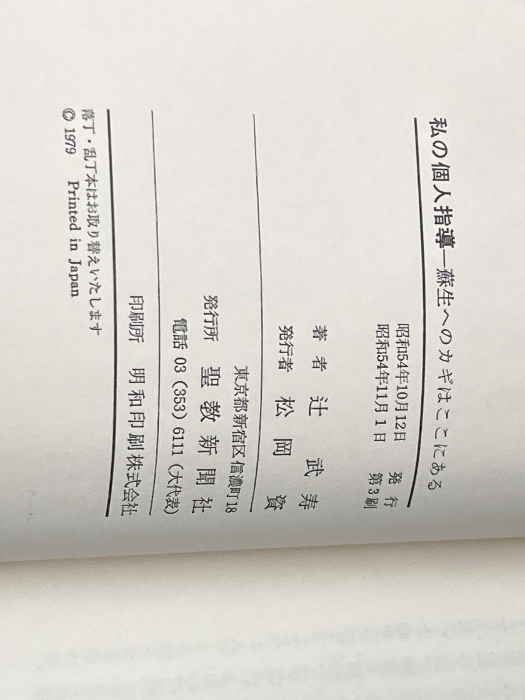 私の個人指導—蘇生へのカギはここにある
昭和54年10月12日 発行
昭和54年11月1日 第3刷
著者 辻武寿
発行者 松岡資
東京都新宿区信濃町18
発行所 聖教新聞社
電話 03 (353) 6111 (大代表)
印刷所 明和印刷株式会社
落丁・乱丁本はお取り替えいたします
© 1979 Printed in Japan